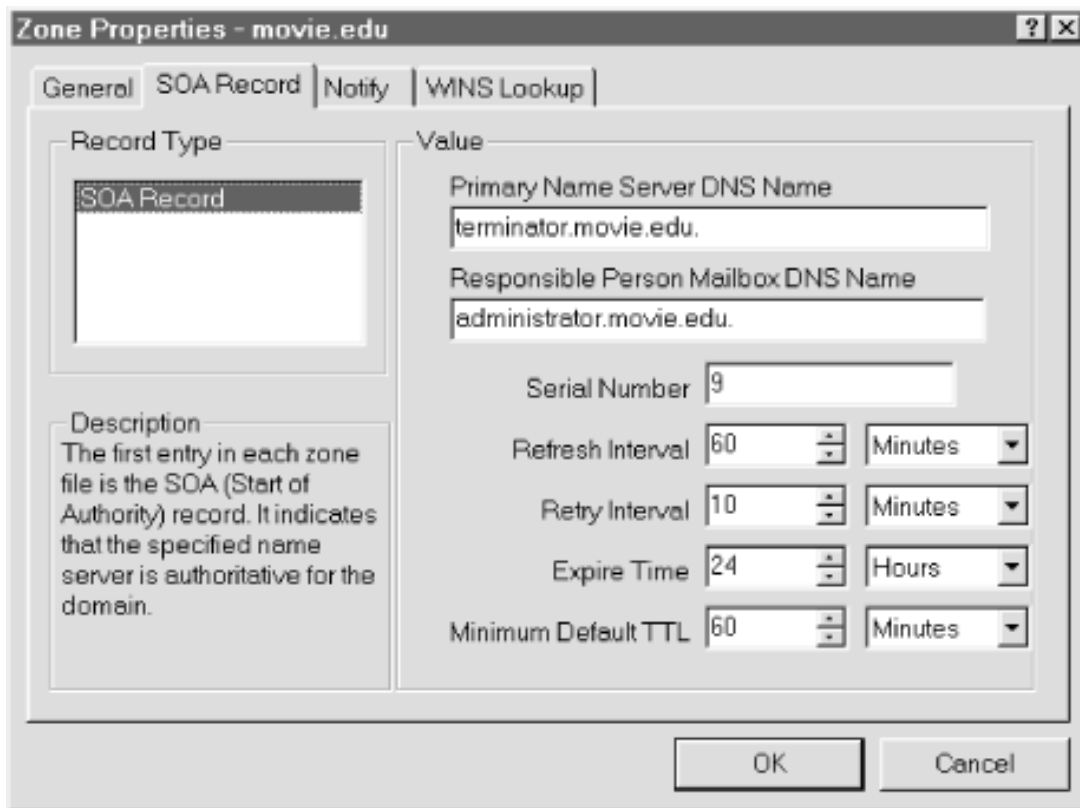 Zone Properties - movie.edu
General
SOA Record
Notify
WINS Lookup
Record Type
SOA Record
Description
The first entry in each zone
file is the SOA (Start of
Authority) record. It indicates
that the specified name
server is authoritative for the
domain.
Value
Primary Name Server DNS Name
terminator.movie.edu.
Responsible Person Mailbox DNS Name
administrator.movie.edu.
Serial Number 9
Refresh Interval 60 Minutes
Retry Interval 10 Minutes
Expire Time 24 Hours
Minimum Default TTL 60 Minutes
OK
Cancel